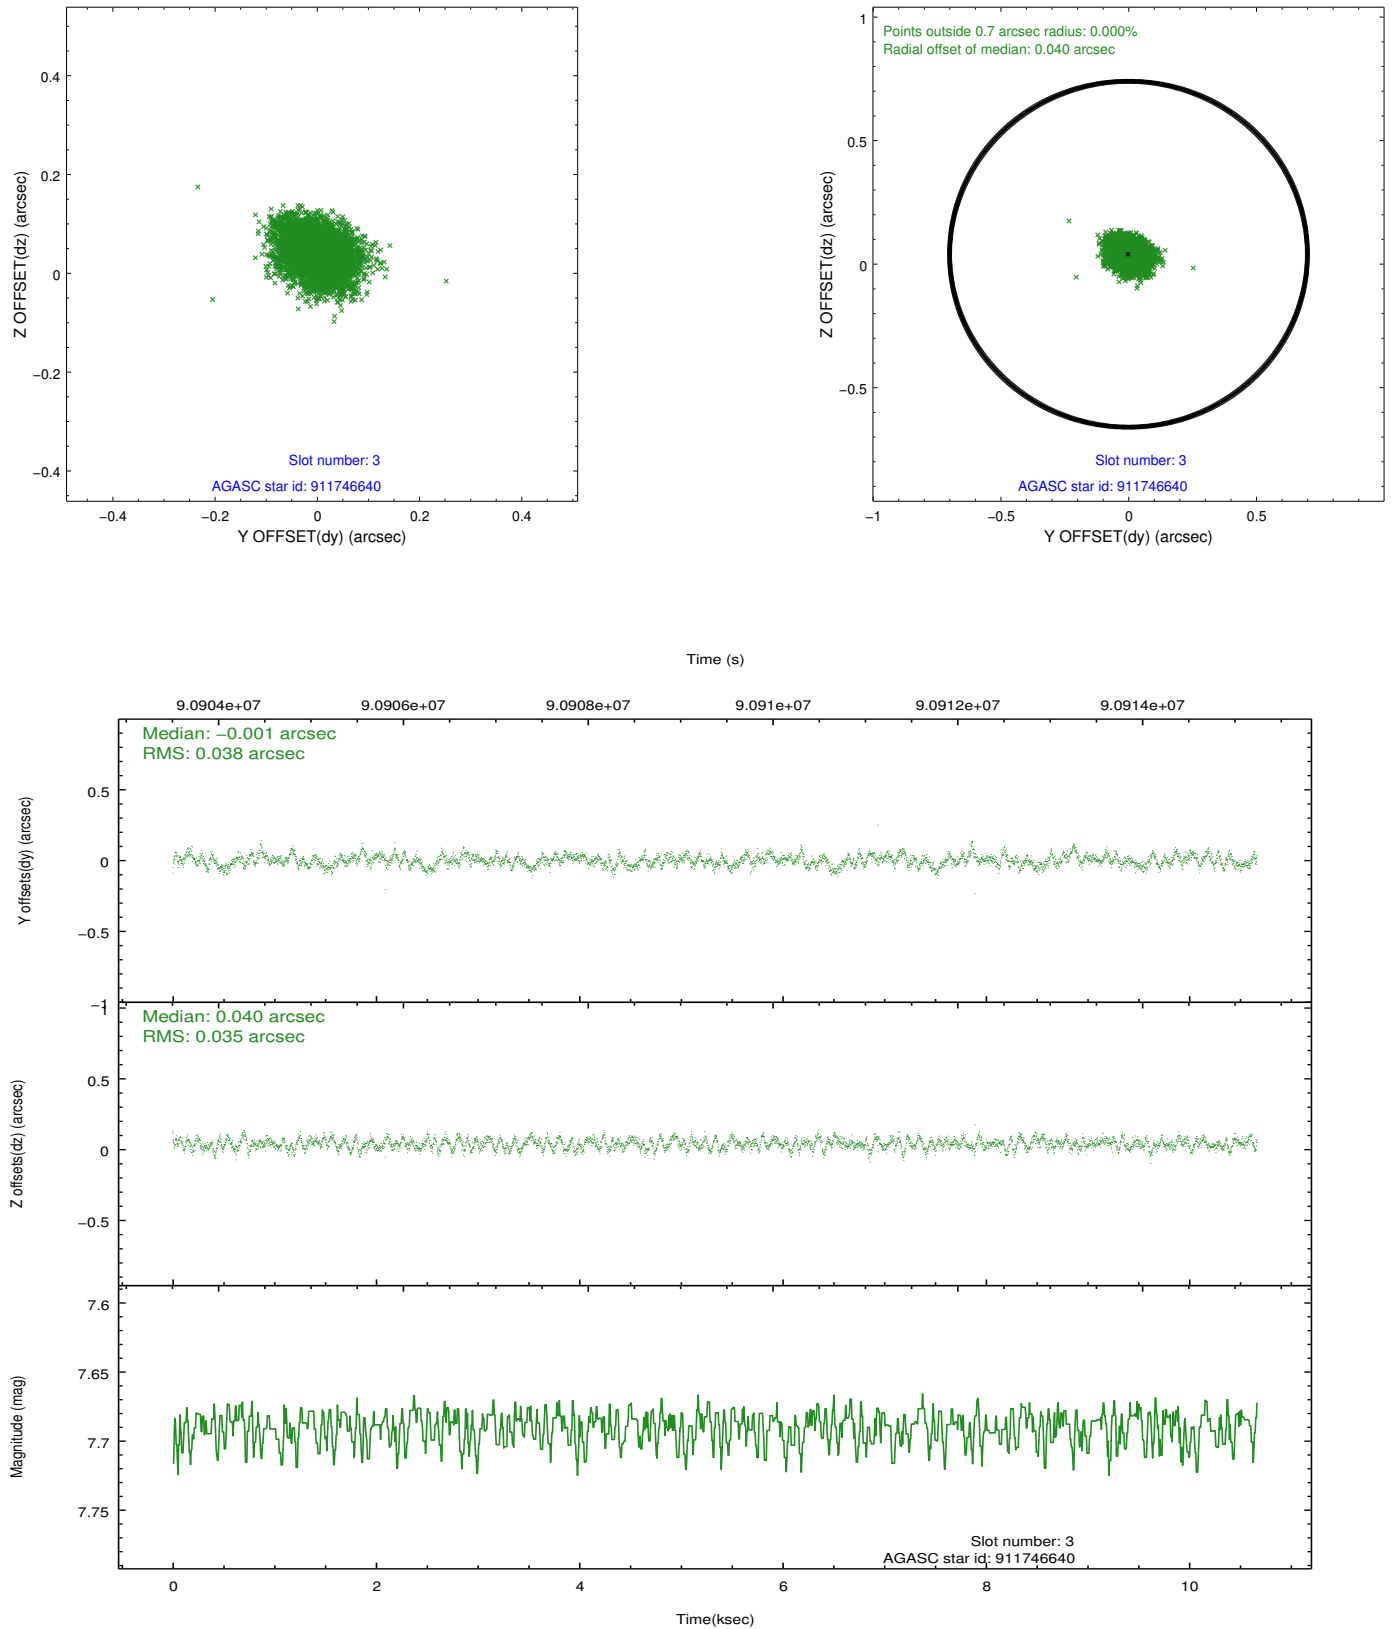 Z OFFSET(dz) (arcsec)
0.4
0.2
0
−0.2
−0.4
Slot number: 3
AGASC star id: 911746640
−0.4
−0.2
0
0.2
0.4
Y OFFSET(dy) (arcsec)
Points outside 0.7 arcsec radius: 0.000%
Radial offset of median: 0.040 arcsec
Z OFFSET(dz) (arcsec)
1
0.5
0
−0.5
Slot number: 3
AGASC star id: 911746640
−1
−0.5
0
0.5
Y OFFSET(dy) (arcsec)
Time (s)
9.0904e+07
9.0906e+07
9.0908e+07
9.091e+07
9.0912e+07
9.0914e+07
Median: −0.001 arcsec
RMS: 0.038 arcsec
Y offsets(dy) (arcsec)
0.5
0
−0.5
−1
Median: 0.040 arcsec
RMS: 0.035 arcsec
Z offsets(dz) (arcsec)
1
0.5
0
−0.5
Magnitude (mag)
7.6
7.65
7.7
7.75
Slot number: 3
AGASC star id: 911746640
0
2
4
6
8
10
Time(ksec)